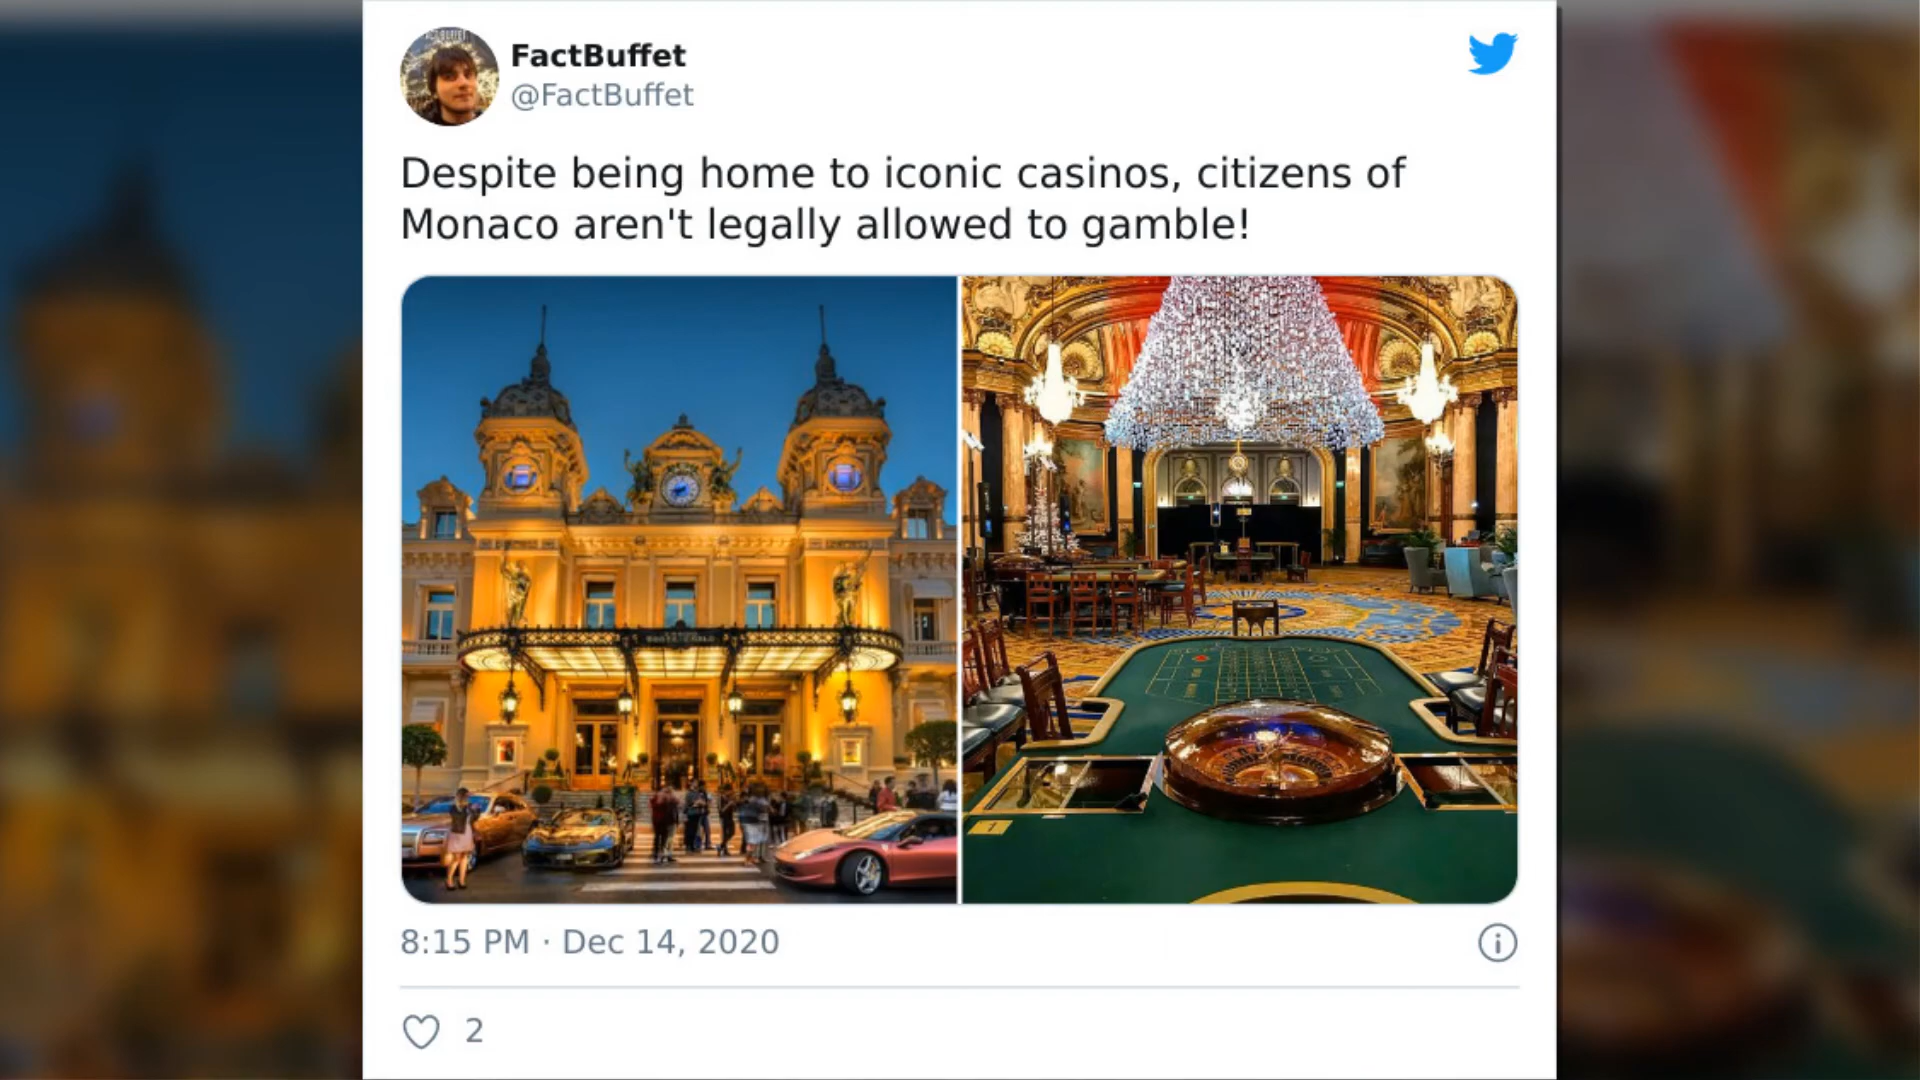 FactBuffet
@FactBuffet
Despite being home to iconic casinos, citizens of
Monaco aren't legally allowed to gamble!
8:15 PM · Dec 14, 2020
2